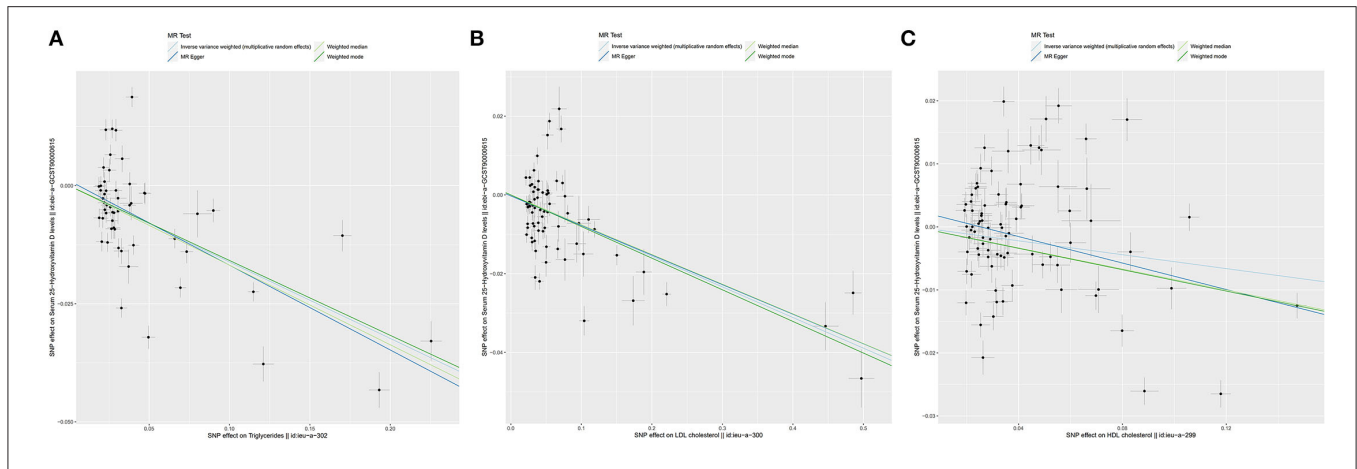 A
MR Test
Inverse variance weighted (multiplicative random effects)
Weighted median
MR Egger
Weighted mode
SNP effect on Serum 25-Hydroxyvitamin D levels || id:ebi-a-GCST90000615
0.000
−0.025
−0.050
0.05
0.10
0.15
0.20
SNP effect on Triglycerides || id:ieu-a-302
B
MR Test
Inverse variance weighted (multiplicative random effects)
Weighted median
MR Egger
Weighted mode
SNP effect on Serum 25-Hydroxyvitamin D levels || id:ebi-a-GCST90000615
0.02
0.00
−0.02
−0.04
0.0
0.1
0.2
0.3
0.4
0.5
SNP effect on LDL cholesterol || id:ieu-a-300
C
MR Test
Inverse variance weighted (multiplicative random effects)
Weighted median
MR Egger
Weighted mode
SNP effect on Serum 25-Hydroxyvitamin D levels || id:ebi-a-GCST90000615
0.02
0.01
0.00
−0.01
−0.02
−0.03
0.04
0.08
0.12
SNP effect on HDL cholesterol || id:ieu-a-299